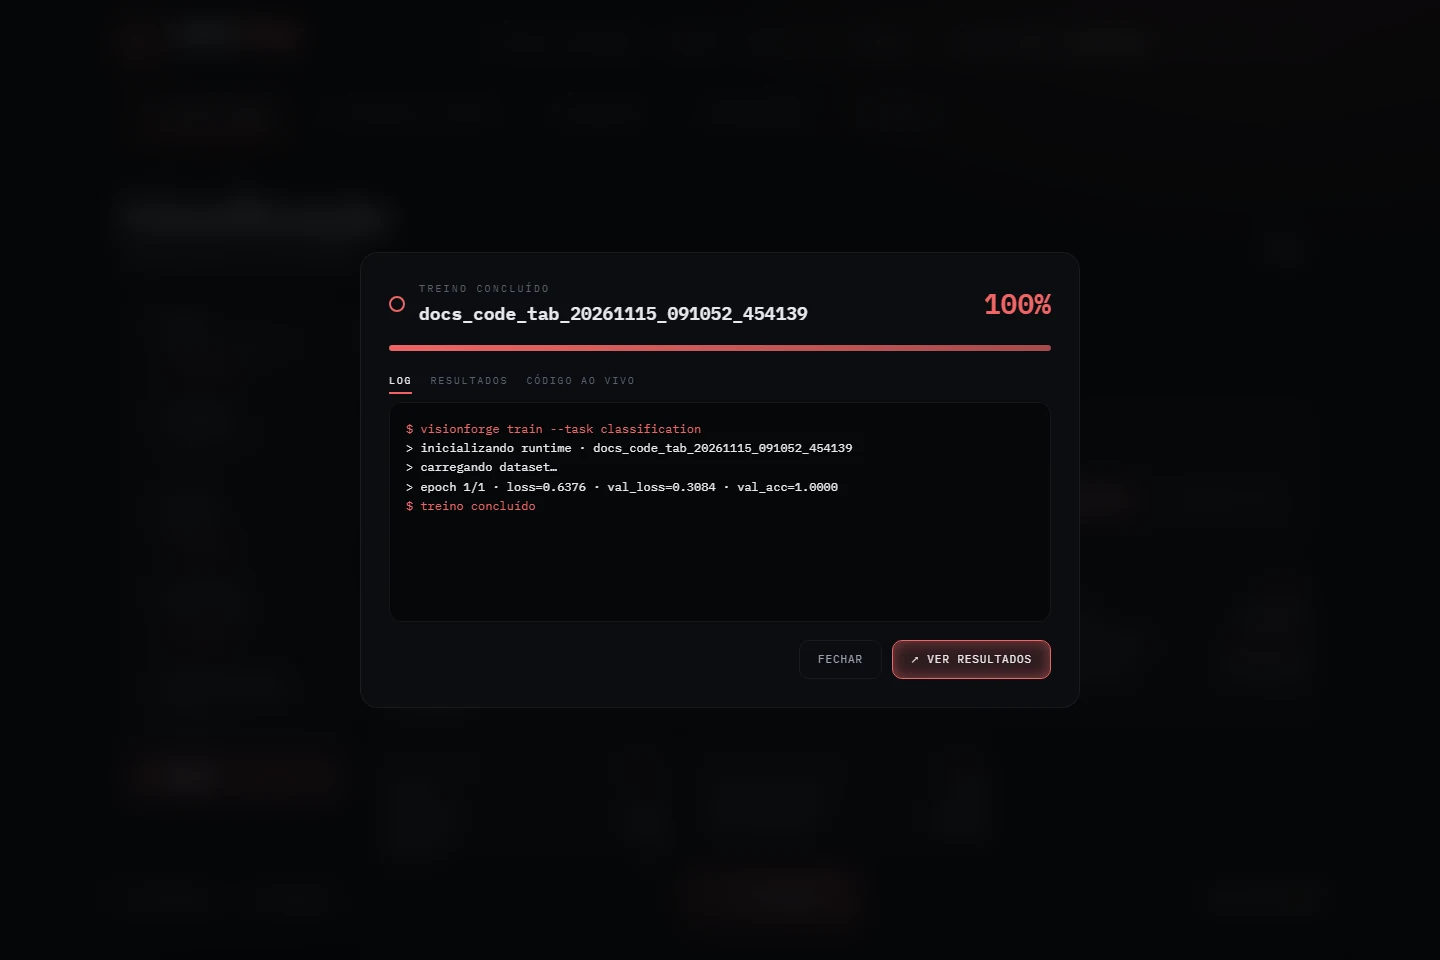 TREINO CONCLUÍDO
docs_code_tab_20261115_091052_454139
100%
LOG RESULTADOS CÓDIGO AO VIVO
$ visionforge train --task classification
> inicializando runtime · docs_code_tab_20261115_091052_454139
> carregando dataset…
> epoch 1/1 · loss=0.6376 · val_loss=0.3084 · val_acc=1.0000
$ treino concluído
FECHAR
↗ VER RESULTADOS